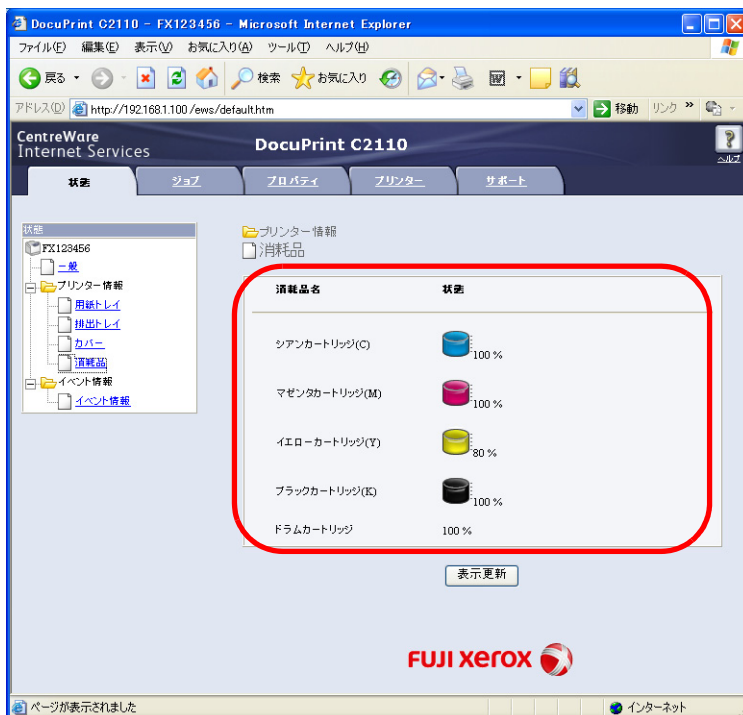 DocuPrint C2110 - FX123456 - Microsoft Internet Explorer
ファイル(F) 編集(E) 表示(V) お気に入り(A) ツール(T) ヘルプ(H)
戻る 検索 お気に入り
アドレス(D) http://192.168.1.100/ews/default.htm 移動 リンク »
CentreWare
Internet Services
DocuPrint C2110
ヘルプ
状態 ジョブ プロパティ プリンター サポート
状態
FX123456
一般
プリンター情報
用紙トレイ
排出トレイ
カバー
消耗品
イベント情報
イベント情報
プリンター情報
消耗品
消耗品名 状態
シアンカートリッジ(C) 100 %
マゼンタカートリッジ(M) 100 %
イエローカートリッジ(Y) 80 %
ブラックカートリッジ(K) 100 %
ドラムカートリッジ 100 %
表示更新
FUJI xerox
ページが表示されました インターネット